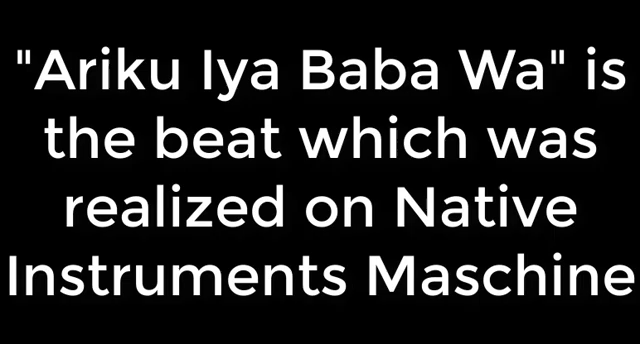 "Ariku Iya Baba Wa" is
the beat which was
realized on Native
Instruments Maschine